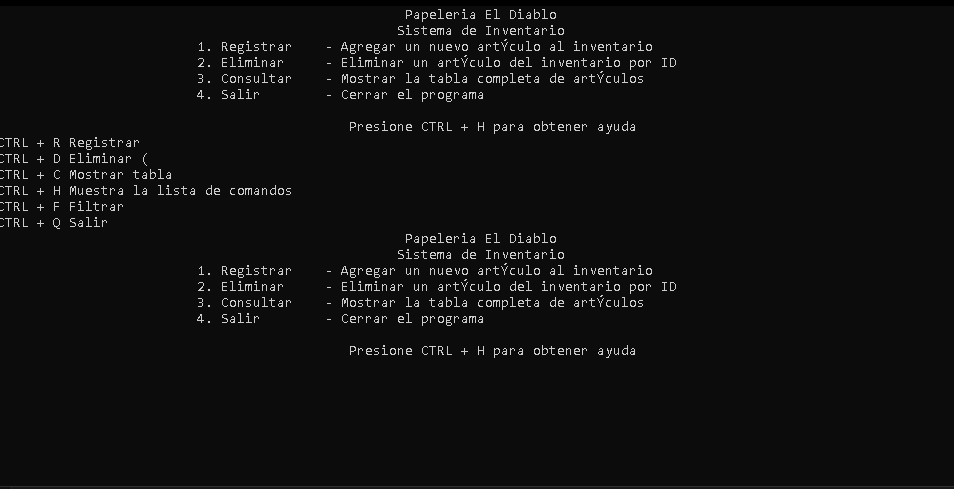 Papeleria El Diablo
Sistema de Inventario
1. Registrar - Agregar un nuevo artÝculo al inventario
2. Eliminar - Eliminar un artÝculo del inventario por ID
3. Consultar - Mostrar la tabla completa de artÝculos
4. Salir - Cerrar el programa
Presione CTRL + H para obtener ayuda
CTRL + R Registrar
CTRL + D Eliminar (
CTRL + C Mostrar tabla
CTRL + H Muestra la lista de comandos
CTRL + F Filtrar
CTRL + Q Salir
Papeleria El Diablo
Sistema de Inventario
1. Registrar - Agregar un nuevo artÝculo al inventario
2. Eliminar - Eliminar un artÝculo del inventario por ID
3. Consultar - Mostrar la tabla completa de artÝculos
4. Salir - Cerrar el programa
Presione CTRL + H para obtener ayuda